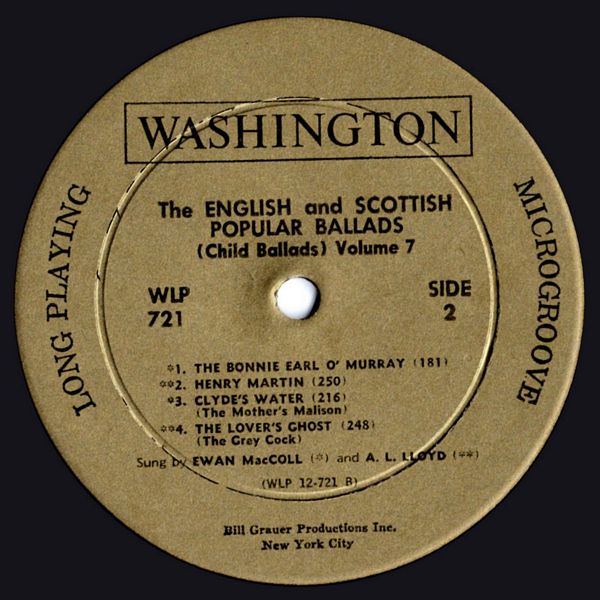 WASHINGTON
LONG PLAYING
MICROGROOVE
The ENGLISH and SCOTTISH
POPULAR BALLADS
(Child Ballads) Volume 7
WLP
721
SIDE
2
*1. THE BONNIE EARL O' MURRAY (181)
**2. HENRY MARTIN (250)
*3. CLYDE'S WATER (216)
(The Mother's Malison)
**4. THE LOVER'S GHOST (248)
(The Grey Cock)
Sung by EWAN MacCOLL (*) and A. L. LLOYD (**)
(WLP 12-721 B)
Bill Grauer Productions Inc.
New York City